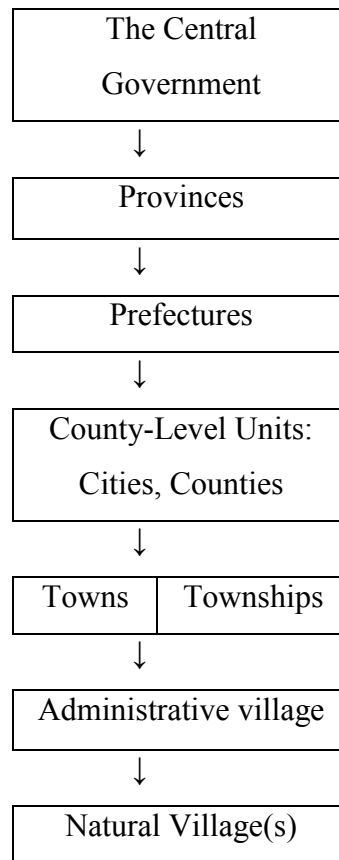 The Central
Government
↓
Provinces
↓
Prefectures
↓
County-Level Units:
Cities, Counties
↓
Towns Townships
↓
Administrative village
↓
Natural Village(s)